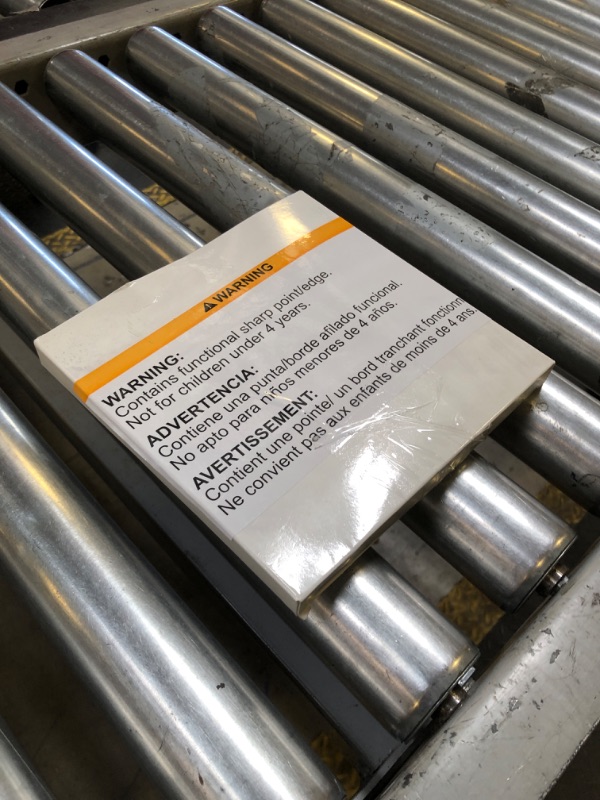 ⚠WARNING
WARNING:
Contains functional sharp point/edge.
Not for children under 4 years.
ADVERTENCIA:
Contiene una punta/borde afilado funcional.
No apto para niños menores de 4 años.
AVERTISSEMENT:
Contient une pointe/ un bord tranchant fonctionn
Ne convient pas aux enfants de moins de 4 ans.